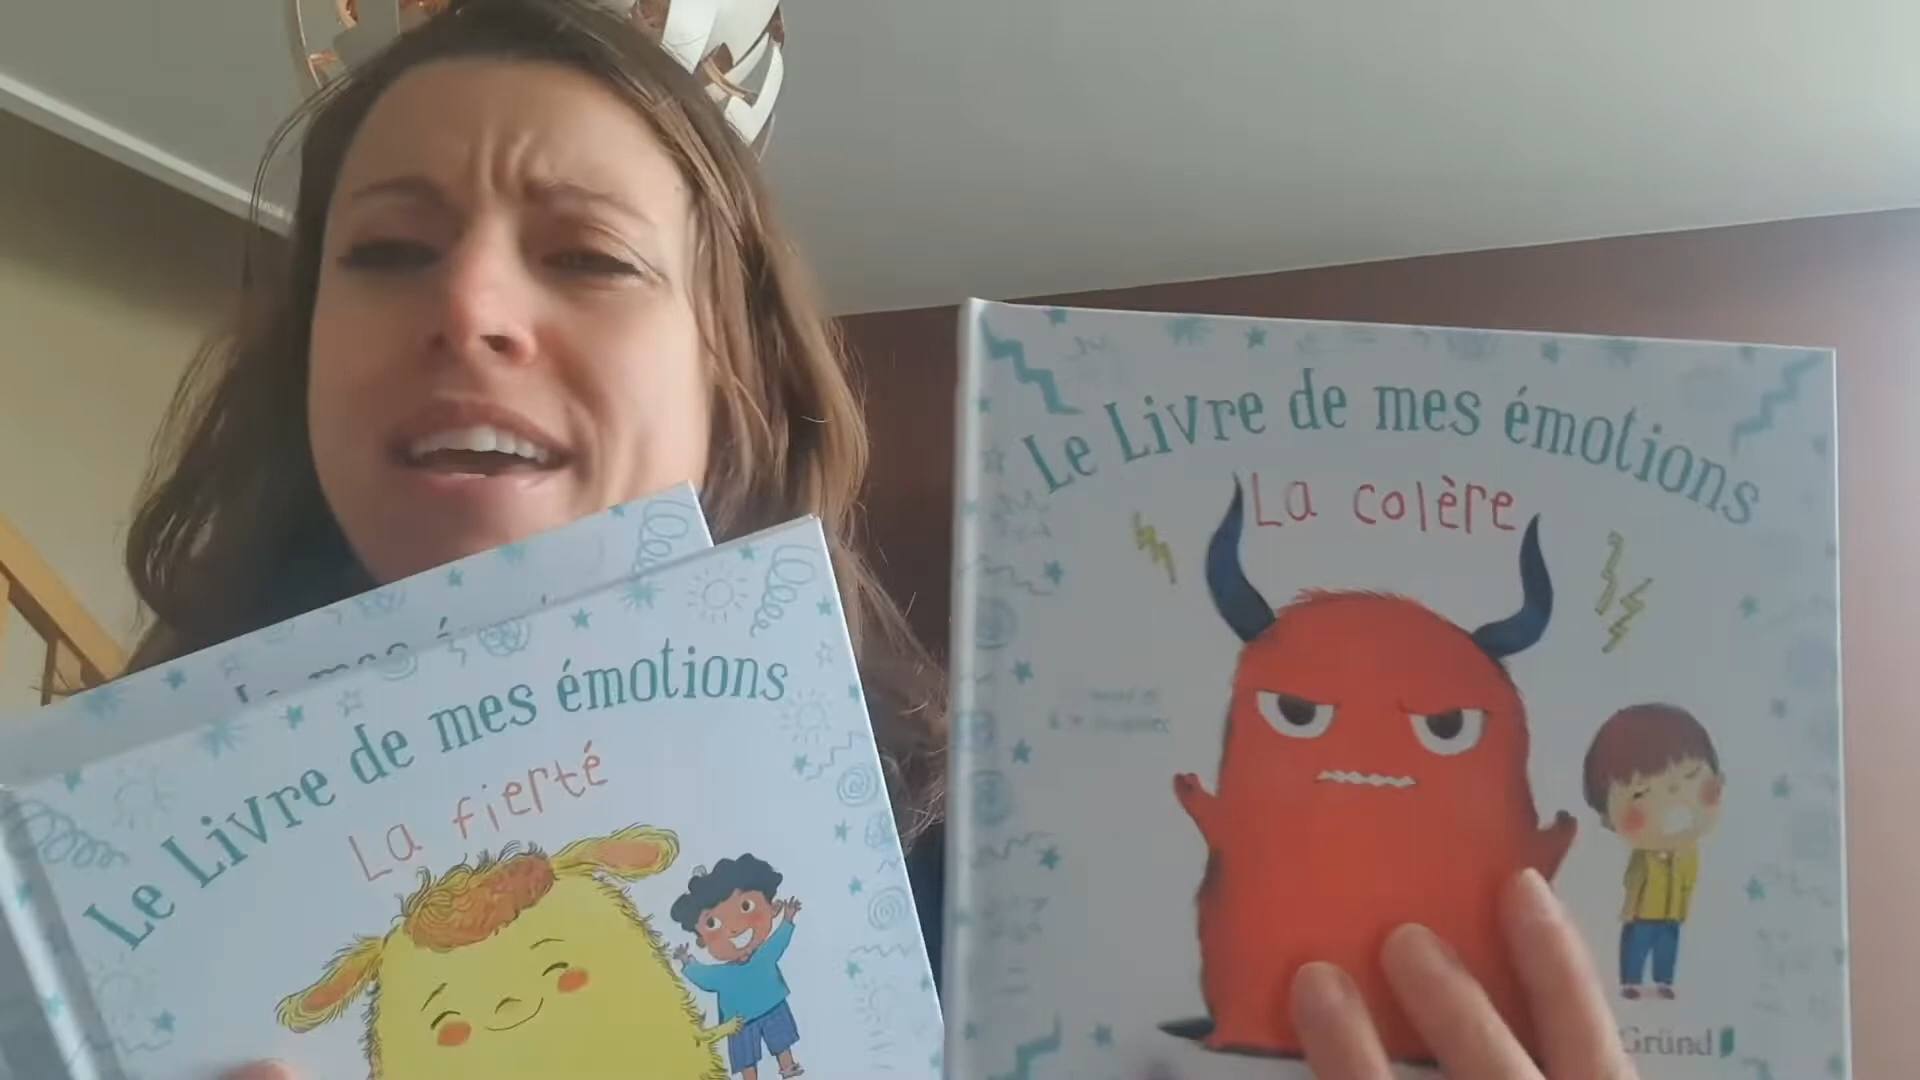 Le Livre de mes émotions
La fierté
Le Livre de mes émotions
La colère
Gründ